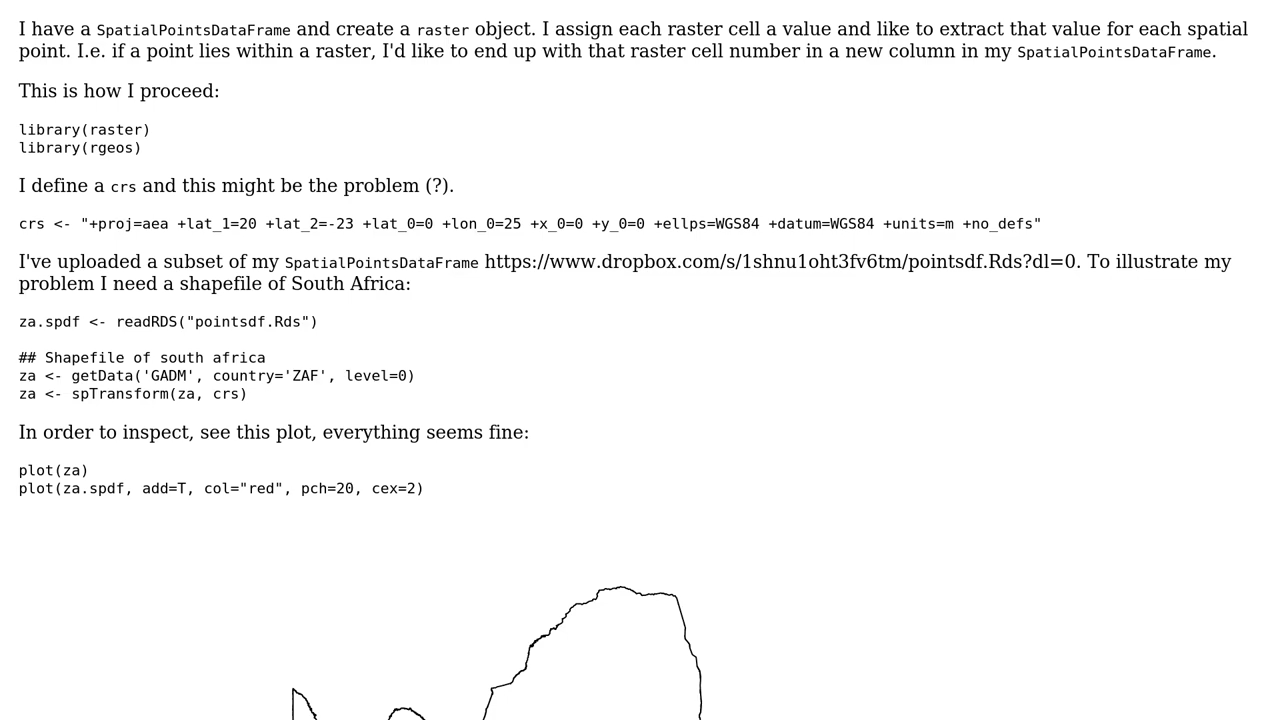 I have a SpatialPointsDataFrame and create a raster object. I assign each raster cell a value and like to extract that value for each spatial
point. I.e. if a point lies within a raster, I'd like to end up with that raster cell number in a new column in my SpatialPointsDataFrame.
This is how I proceed:
library(raster)
library(rgeos)
I define a crs and this might be the problem (?).
crs <- "+proj=aea +lat_1=20 +lat_2=-23 +lat_0=0 +lon_0=25 +x_0=0 +y_0=0 +ellps=WGS84 +datum=WGS84 +units=m +no_defs"
I've uploaded a subset of my SpatialPointsDataFrame https://www.dropbox.com/s/1shnu1oht3fv6tm/pointsdf.Rds?dl=0. To illustrate my
problem I need a shapefile of South Africa:
za.spdf <- readRDS("pointsdf.Rds")
## Shapefile of south africa
za <- getData('GADM', country='ZAF', level=0)
za <- spTransform(za, crs)
In order to inspect, see this plot, everything seems fine:
plot(za)
plot(za.spdf, add=T, col="red", pch=20, cex=2)